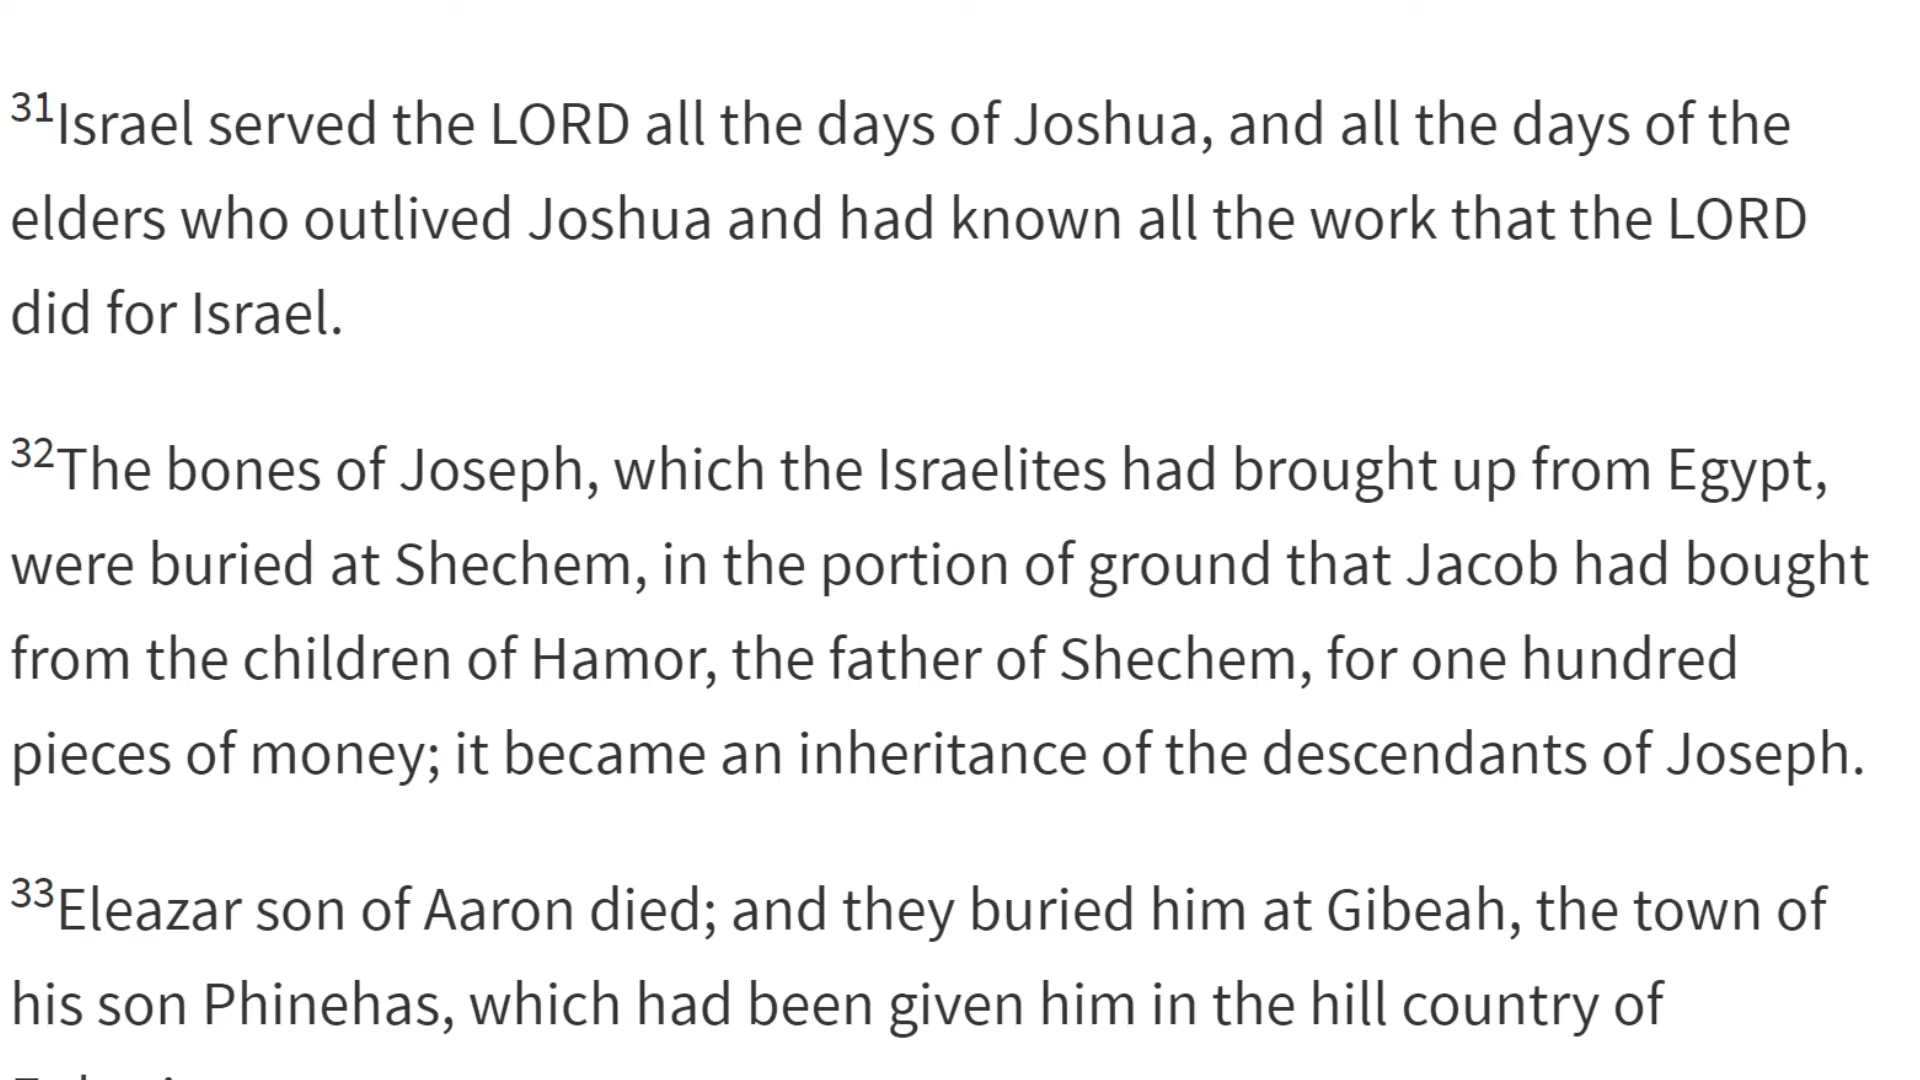 31Israel served the LORD all the days of Joshua, and all the days of the
elders who outlived Joshua and had known all the work that the LORD
did for Israel.
32The bones of Joseph, which the Israelites had brought up from Egypt,
were buried at Shechem, in the portion of ground that Jacob had bought
from the children of Hamor, the father of Shechem, for one hundred
pieces of money; it became an inheritance of the descendants of Joseph.
33Eleazar son of Aaron died; and they buried him at Gibeah, the town of
his son Phinehas, which had been given him in the hill country of